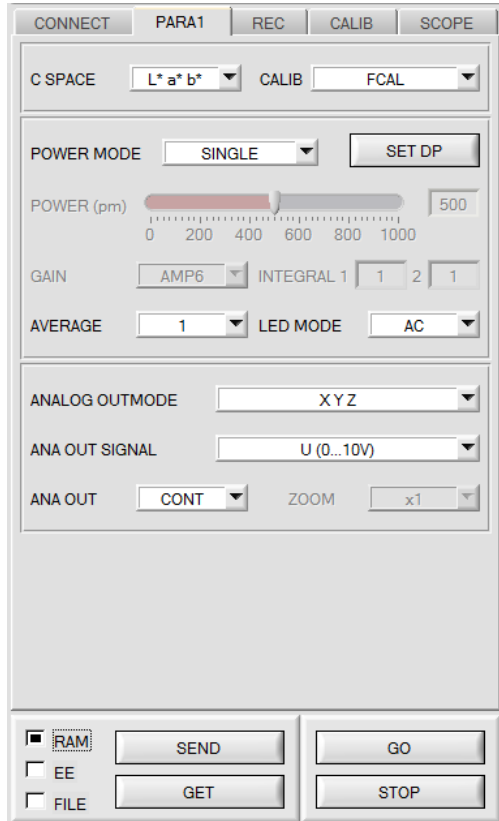 CONNECT PARA1 REC CALIB SCOPE
C SPACE L* a* b* CALIB FCAL
POWER MODE SINGLE SET DP
POWER (pm) 500
0 200 400 600 800 1000
GAIN AMP6 INTEGRAL 1 1 2 1
AVERAGE 1 LED MODE AC
ANALOG OUTMODE X Y Z
ANA OUT SIGNAL U (0...10V)
ANA OUT CONT ZOOM x1
RAM SEND GO
EE
FILE GET STOP